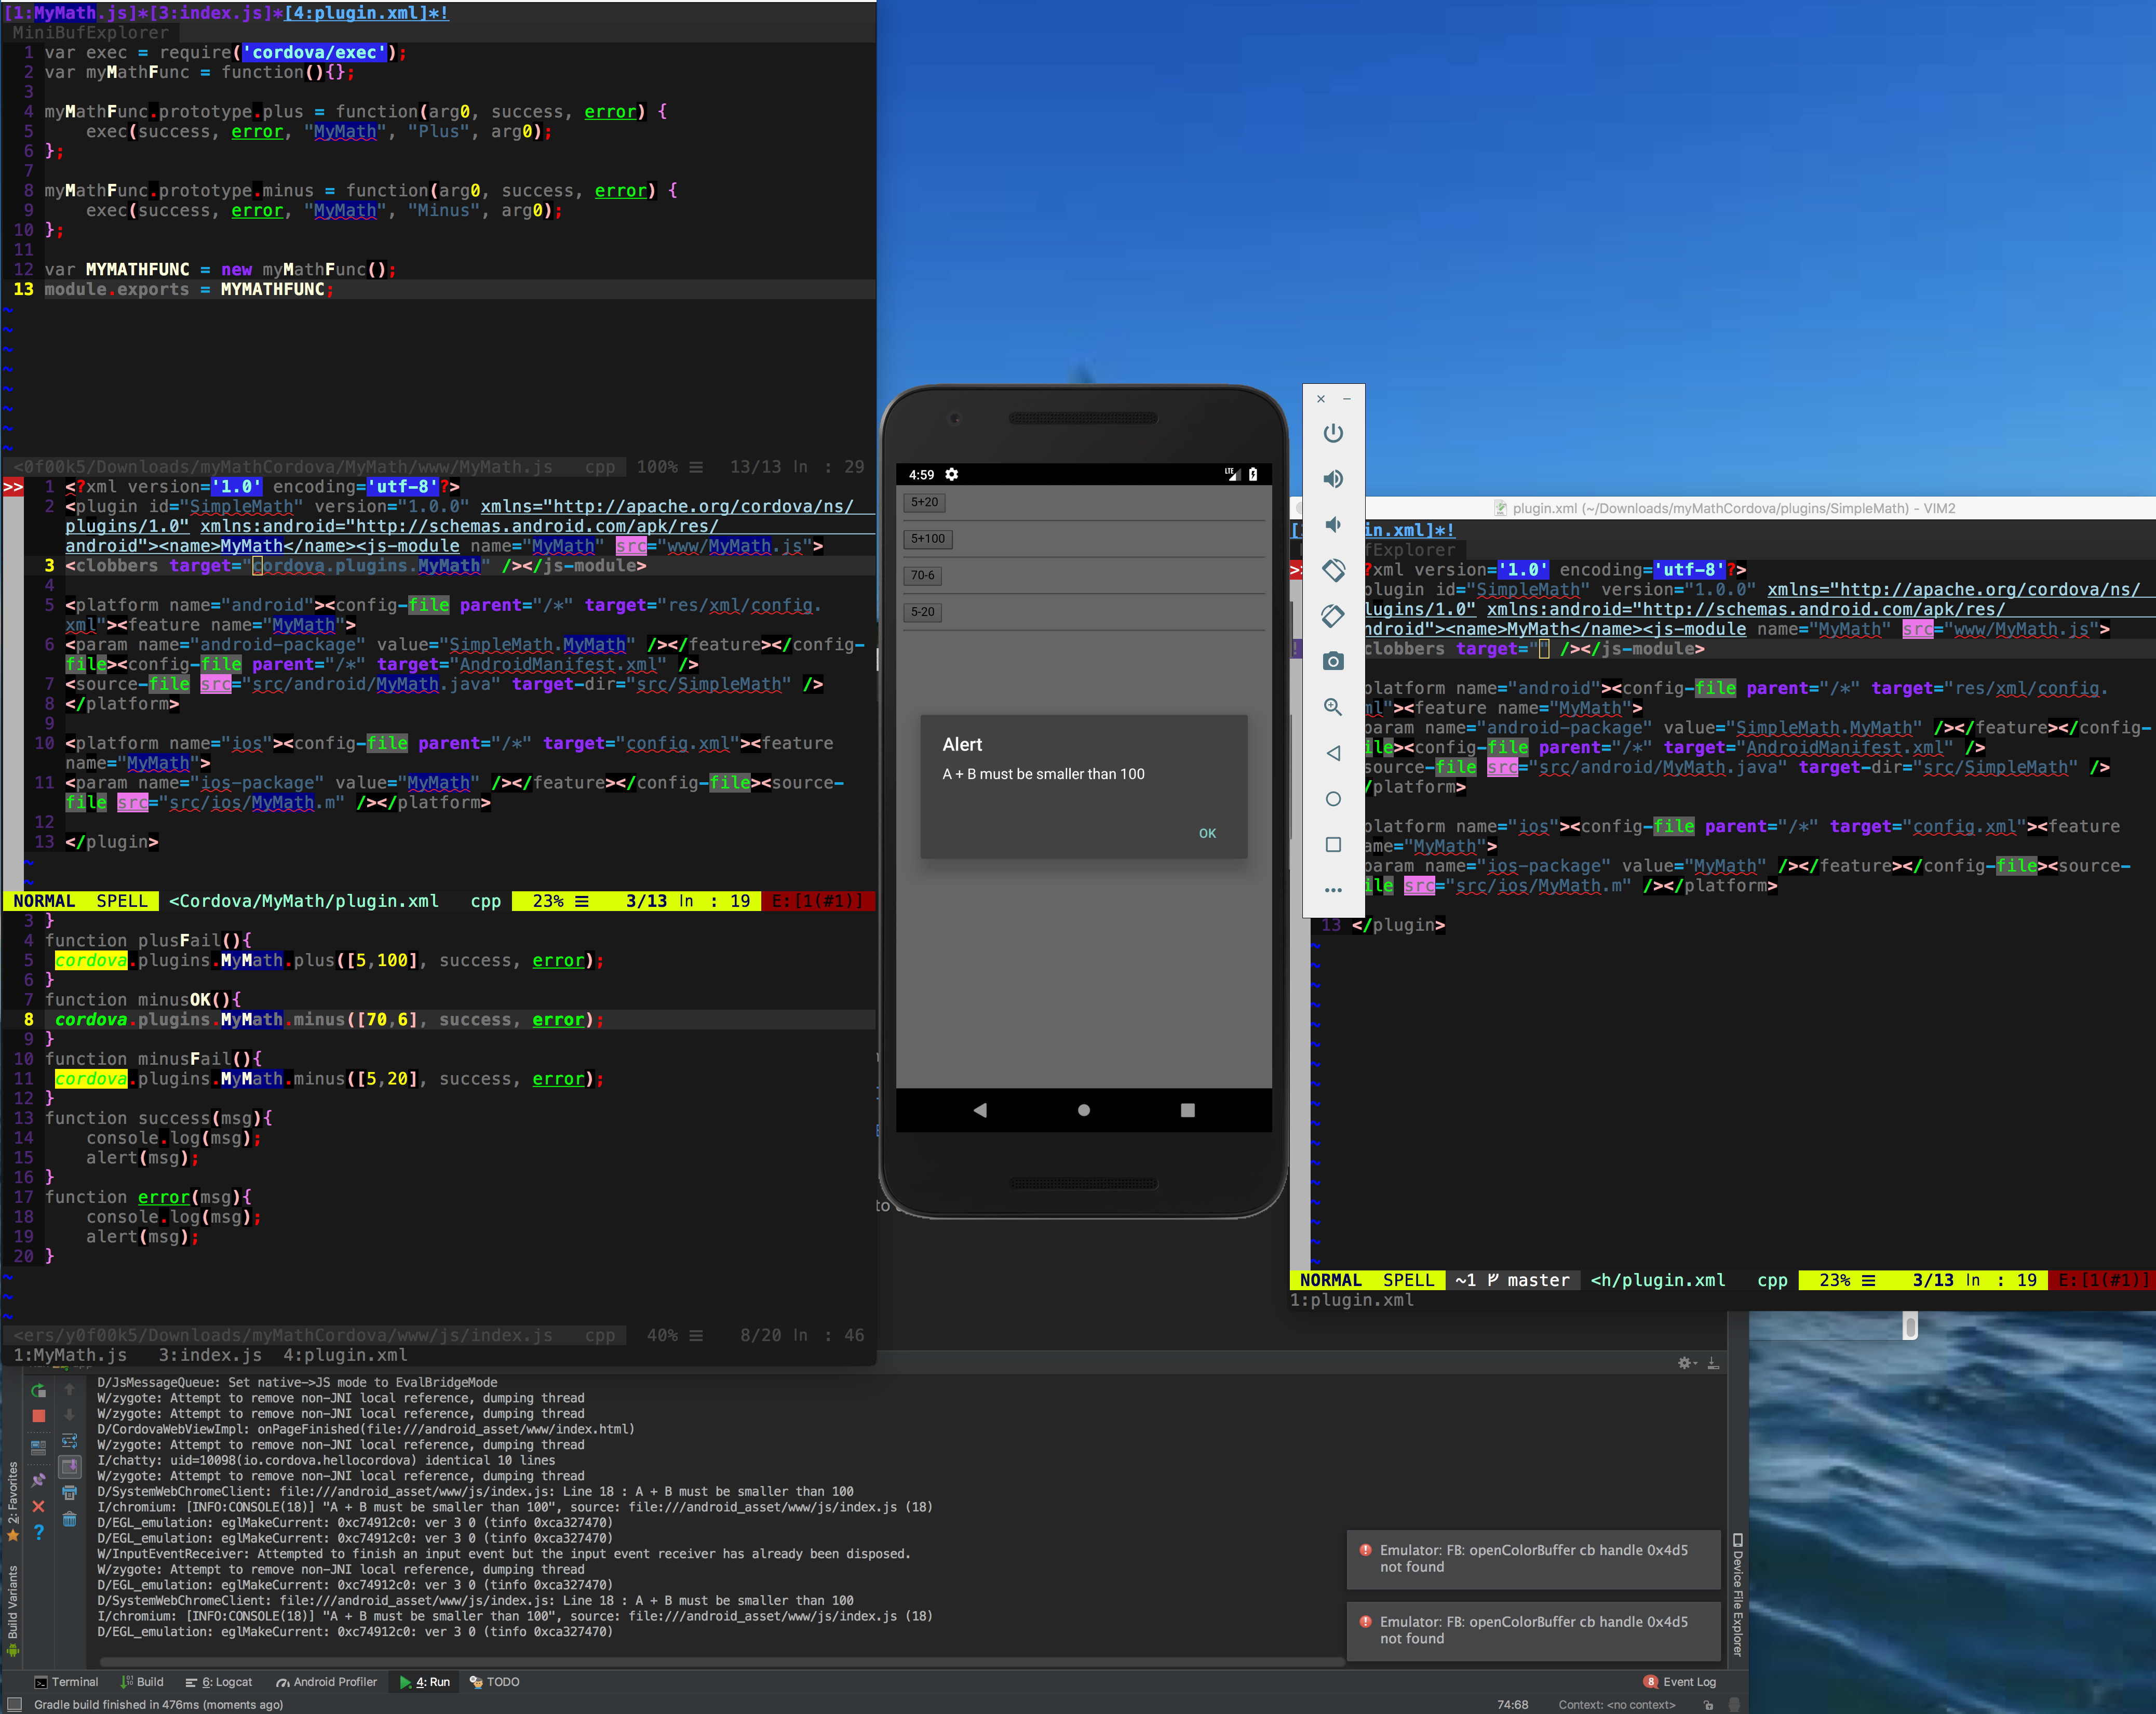 [1:MyMath.js]*[3:index.js]*[4:plugin.xml]*!
MiniBufExplorer
1 var exec = require('cordova/exec');
2 var myMathFunc = function(){};
3
4 myMathFunc.prototype.plus = function(arg0, success, error) {
5     exec(success, error, "MyMath", "Plus", arg0);
6 };
7
8 myMathFunc.prototype.minus = function(arg0, success, error) {
9     exec(success, error, "MyMath", "Minus", arg0);
10 };
11
12 var MYMATHFUNC = new myMathFunc();
13 module.exports = MYMATHFUNC;
~
~
~
~
~
~
~
~
<0f00k5/Downloads/myMathCordova/MyMath/www/MyMath.js   cpp   100% ☰   13/13 ln : 29
>> 1 <?xml version='1.0' encoding='utf-8'?>
2 <plugin id="SimpleMath" version="1.0.0" xmlns="http://apache.org/cordova/ns/
plugins/1.0" xmlns:android="http://schemas.android.com/apk/res/
android"><name>MyMath</name><js-module name="MyMath" src="www/MyMath.js">
3 <clobbers target="cordova.plugins.MyMath" /></js-module>
4
5 <platform name="android"><config-file parent="/*" target="res/xml/config.
xml"><feature name="MyMath">
6 <param name="android-package" value="SimpleMath.MyMath" /></feature></config-
file><config-file parent="/*" target="AndroidManifest.xml" />
7 <source-file src="src/android/MyMath.java" target-dir="src/SimpleMath" />
8 </platform>
9
10 <platform name="ios"><config-file parent="/*" target="config.xml"><feature
name="MyMath">
11 <param name="ios-package" value="MyMath" /></feature></config-file><source-
file src="src/ios/MyMath.m" /></platform>
12
13 </plugin>
~
~
NORMAL SPELL <Cordova/MyMath/plugin.xml   cpp   23% ☰   3/13 ln : 19   E:[1(#1)]
3 }
4 function plusFail(){
5  cordova.plugins.MyMath.plus([5,100], success, error);
6 }
7 function minusOK(){
8  cordova.plugins.MyMath.minus([70,6], success, error);
9 }
10 function minusFail(){
11  cordova.plugins.MyMath.minus([5,20], success, error);
12 }
13 function success(msg){
14     console.log(msg);
15     alert(msg);
16 }
17 function error(msg){
18     console.log(msg);
19     alert(msg);
20 }
~
~
~
<ers/y0f00k5/Downloads/myMathCordova/www/js/index.js   cpp   40% ☰   8/20 ln : 46
1:MyMath.js   3:index.js   4:plugin.xml
4:59
LTE
5+20
5+100
70-6
5-20
Alert
A + B must be smaller than 100
OK
to
plugin.xml (~/Downloads/myMathCordova/plugins/SimpleMath) - VIM2
in.xml]*!
fExplorer
?xml version='1.0' encoding='utf-8'?>
plugin id="SimpleMath" version="1.0.0" xmlns="http://apache.org/cordova/ns/
lugins/1.0" xmlns:android="http://schemas.android.com/apk/res/
ndroid"><name>MyMath</name><js-module name="MyMath" src="www/MyMath.js">
clobbers target="" /></js-module>
platform name="android"><config-file parent="/*" target="res/xml/config.
ml"><feature name="MyMath">
param name="android-package" value="SimpleMath.MyMath" /></feature></config-
ile><config-file parent="/*" target="AndroidManifest.xml" />
source-file src="src/android/MyMath.java" target-dir="src/SimpleMath" />
/platform>
platform name="ios"><config-file parent="/*" target="config.xml"><feature
ame="MyMath">
param name="ios-package" value="MyMath" /></feature></config-file><source-
ile src="src/ios/MyMath.m" /></platform>
13 </plugin>
NORMAL SPELL ~1 master <h/plugin.xml   cpp   23% ☰   3/13 ln : 19   E:[1(#1)]
1:plugin.xml
D/JsMessageQueue: Set native->JS mode to EvalBridgeMode
W/zygote: Attempt to remove non-JNI local reference, dumping thread
W/zygote: Attempt to remove non-JNI local reference, dumping thread
D/CordovaWebViewImpl: onPageFinished(file:///android_asset/www/index.html)
W/zygote: Attempt to remove non-JNI local reference, dumping thread
I/chatty: uid=10098(io.cordova.hellocordova) identical 10 lines
W/zygote: Attempt to remove non-JNI local reference, dumping thread
D/SystemWebChromeClient: file:///android_asset/www/js/index.js: Line 18 : A + B must be smaller than 100
I/chromium: [INFO:CONSOLE(18)] "A + B must be smaller than 100", source: file:///android_asset/www/js/index.js (18)
D/EGL_emulation: eglMakeCurrent: 0xc74912c0: ver 3 0 (tinfo 0xca327470)
D/EGL_emulation: eglMakeCurrent: 0xc74912c0: ver 3 0 (tinfo 0xca327470)
W/InputEventReceiver: Attempted to finish an input event but the input event receiver has already been disposed.
W/zygote: Attempt to remove non-JNI local reference, dumping thread
D/EGL_emulation: eglMakeCurrent: 0xc74912c0: ver 3 0 (tinfo 0xca327470)
D/SystemWebChromeClient: file:///android_asset/www/js/index.js: Line 18 : A + B must be smaller than 100
I/chromium: [INFO:CONSOLE(18)] "A + B must be smaller than 100", source: file:///android_asset/www/js/index.js (18)
D/EGL_emulation: eglMakeCurrent: 0xc74912c0: ver 3 0 (tinfo 0xca327470)
2: Favorites
Build Variants
Device File Explorer
Emulator: FB: openColorBuffer cb handle 0x4d5
not found
Emulator: FB: openColorBuffer cb handle 0x4d5
not found
Terminal   Build   6: Logcat   Android Profiler   4: Run   TODO   8 Event Log
Gradle build finished in 476ms (moments ago)   74:68   Context: <no context>